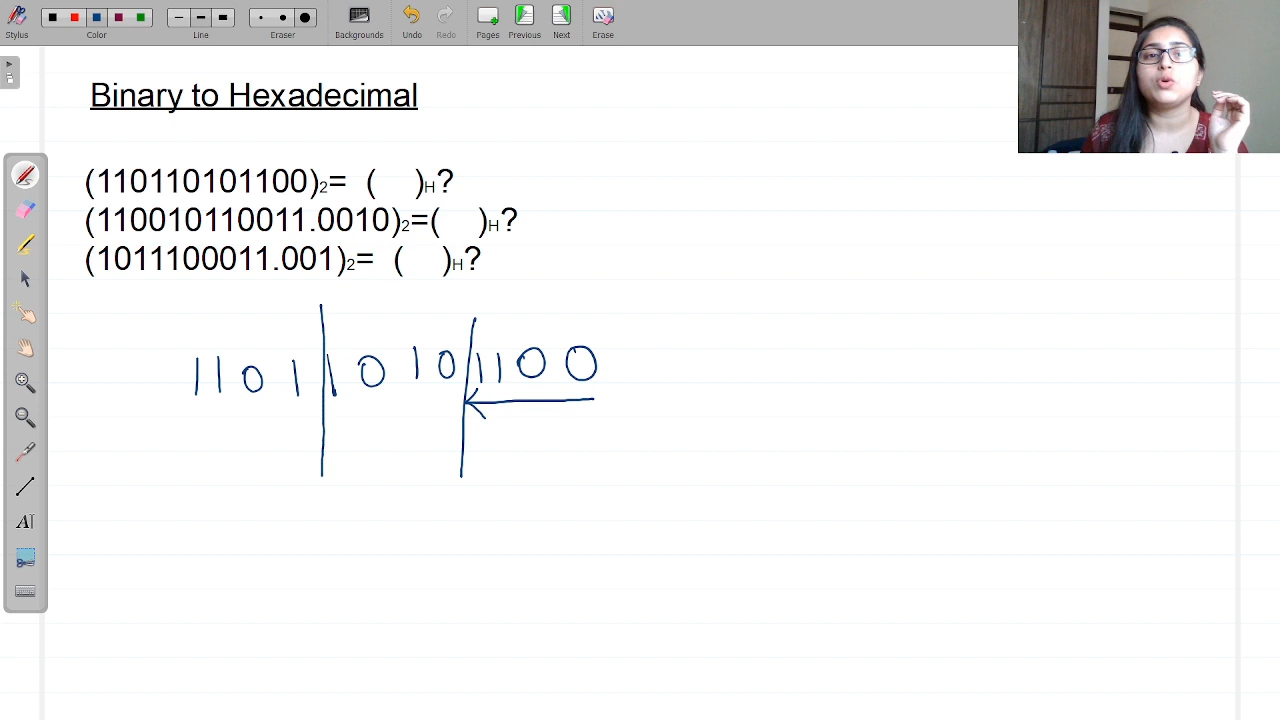 Stylus Color Line Eraser Backgrounds Undo Redo Pages Previous Next Erase
Binary to Hexadecimal
(110110101100)2= ( )H?
(110010110011.0010)2=( )H?
(1011100011.001)2= ( )H?
1101|1010|1100
A